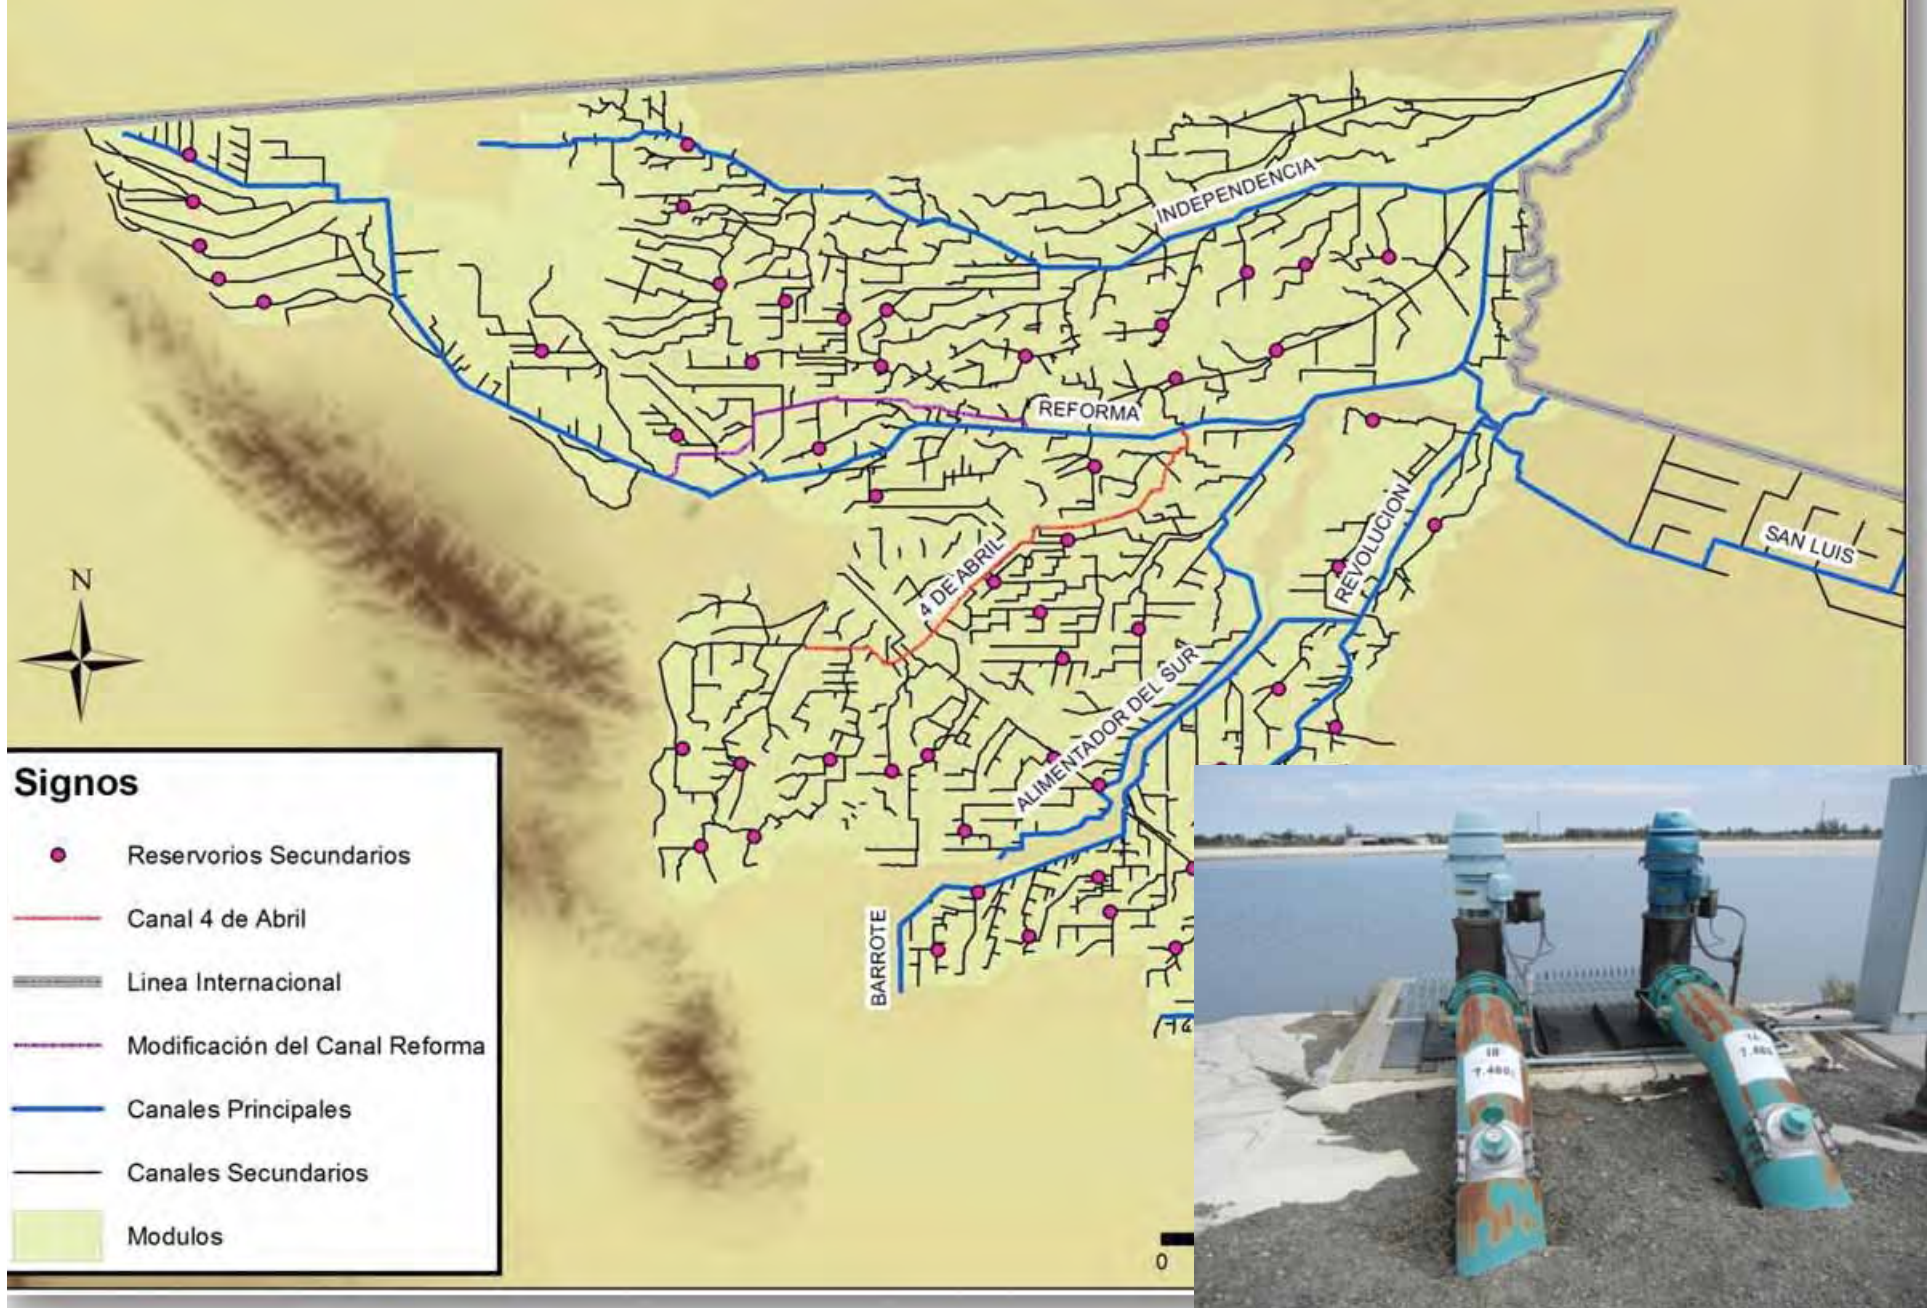 INDEPENDENCIA
REFORMA
REVOLUCION
SAN LUIS
4 DE ABRIL
ALIMENTADOR DEL SUR
BARROTE
N
Signos
Reservorios Secundarios
Canal 4 de Abril
Linea Internacional
Modificación del Canal Reforma
Canales Principales
Canales Secundarios
Modulos
0